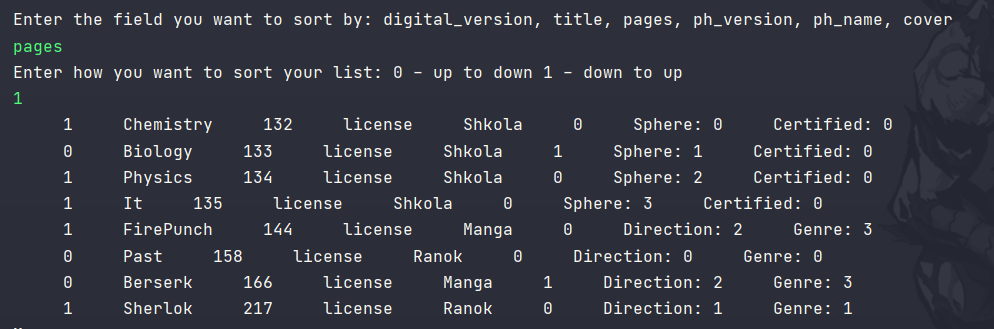 Enter the field you want to sort by: digital_version, title, pages, ph_version, ph_name, cover
pages
Enter how you want to sort your list: 0 - up to down 1 - down to up
1
1 Chemistry 132 license Shkola 0 Sphere: 0 Certified: 0
0 Biology 133 license Shkola 1 Sphere: 1 Certified: 0
1 Physics 134 license Shkola 0 Sphere: 2 Certified: 0
1 It 135 license Shkola 0 Sphere: 3 Certified: 0
1 FirePunch 144 license Manga 0 Direction: 2 Genre: 3
0 Past 158 license Ranok 0 Direction: 0 Genre: 0
0 Berserk 166 license Manga 1 Direction: 2 Genre: 3
1 Sherlok 217 license Ranok 0 Direction: 1 Genre: 1